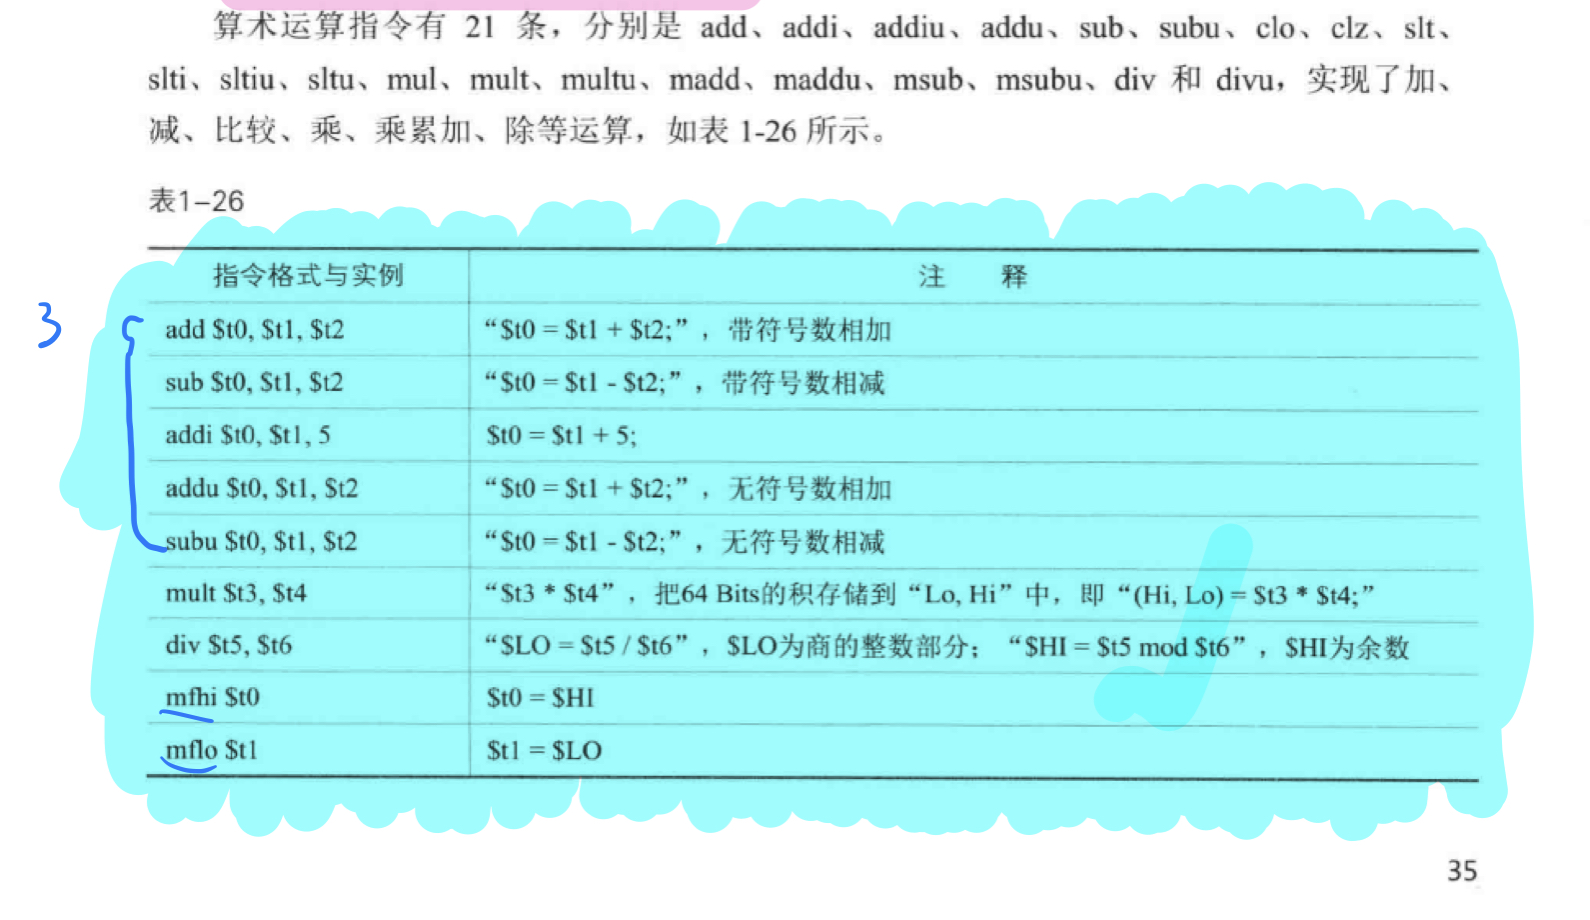 算术运算指令有 21 条，分别是 add、addi、addiu、addu、sub、subu、clo、clz、slt、
slti、sltiu、sltu、mul、mult、multu、madd、maddu、msub、msubu、div 和 divu，实现了加、
减、比较、乘、乘累加、除等运算，如表 1-26 所示。
表1-26
指令格式与实例 注 释
3
add $t0, $t1, $t2 “$t0 = $t1 + $t2;”，带符号数相加
sub $t0, $t1, $t2 “$t0 = $t1 - $t2;”，带符号数相减
addi $t0, $t1, 5 $t0 = $t1 + 5;
addu $t0, $t1, $t2 “$t0 = $t1 + $t2;”，无符号数相加
subu $t0, $t1, $t2 “$t0 = $t1 - $t2;”，无符号数相减
mult $t3, $t4 “$t3 * $t4”，把64 Bits的积存储到“Lo, Hi”中，即“(Hi, Lo) = $t3 * $t4;”
div $t5, $t6 “$LO = $t5 / $t6”，$LO为商的整数部分；“$HI = $t5 mod $t6”，$HI为余数
mfhi $t0 $t0 = $HI
mflo $t1 $t1 = $LO
35